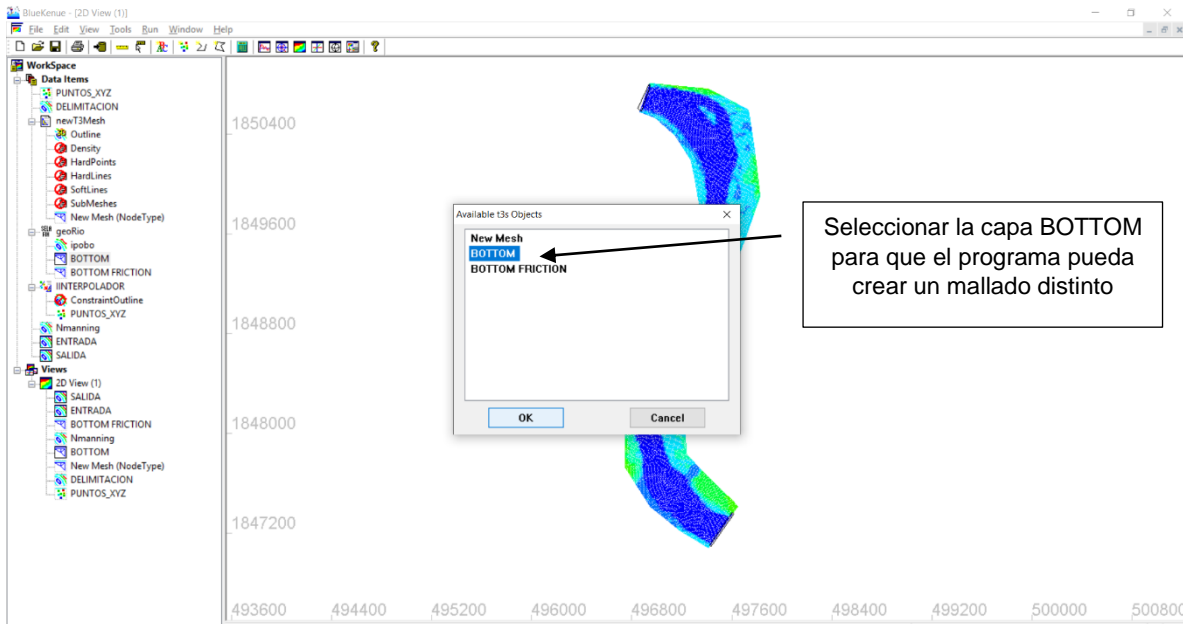 BlueKenue - [2D View (1)]
File Edit View Tools Run Window Help
WorkSpace
Data Items
PUNTOS_XYZ
DELIMITACION
newT3Mesh
Outline
Density
HardPoints
HardLines
SoftLines
SubMeshes
New Mesh (NodeType)
geoRio
ipobo
BOTTOM
BOTTOM FRICTION
IINTERPOLADOR
ConstraintOutline
PUNTOS_XYZ
Nmanning
ENTRADA
SALIDA
Views
2D View (1)
SALIDA
ENTRADA
BOTTOM FRICTION
Nmanning
BOTTOM
New Mesh (NodeType)
DELIMITACION
PUNTOS_XYZ
1850400
1849600
1848800
1848000
1847200
493600 494400 495200 496000 496800 497600 498400 499200 500000 500800
Available t3s Objects
New Mesh
BOTTOM
BOTTOM FRICTION
OK Cancel
Seleccionar la capa BOTTOM
para que el programa pueda
crear un mallado distinto